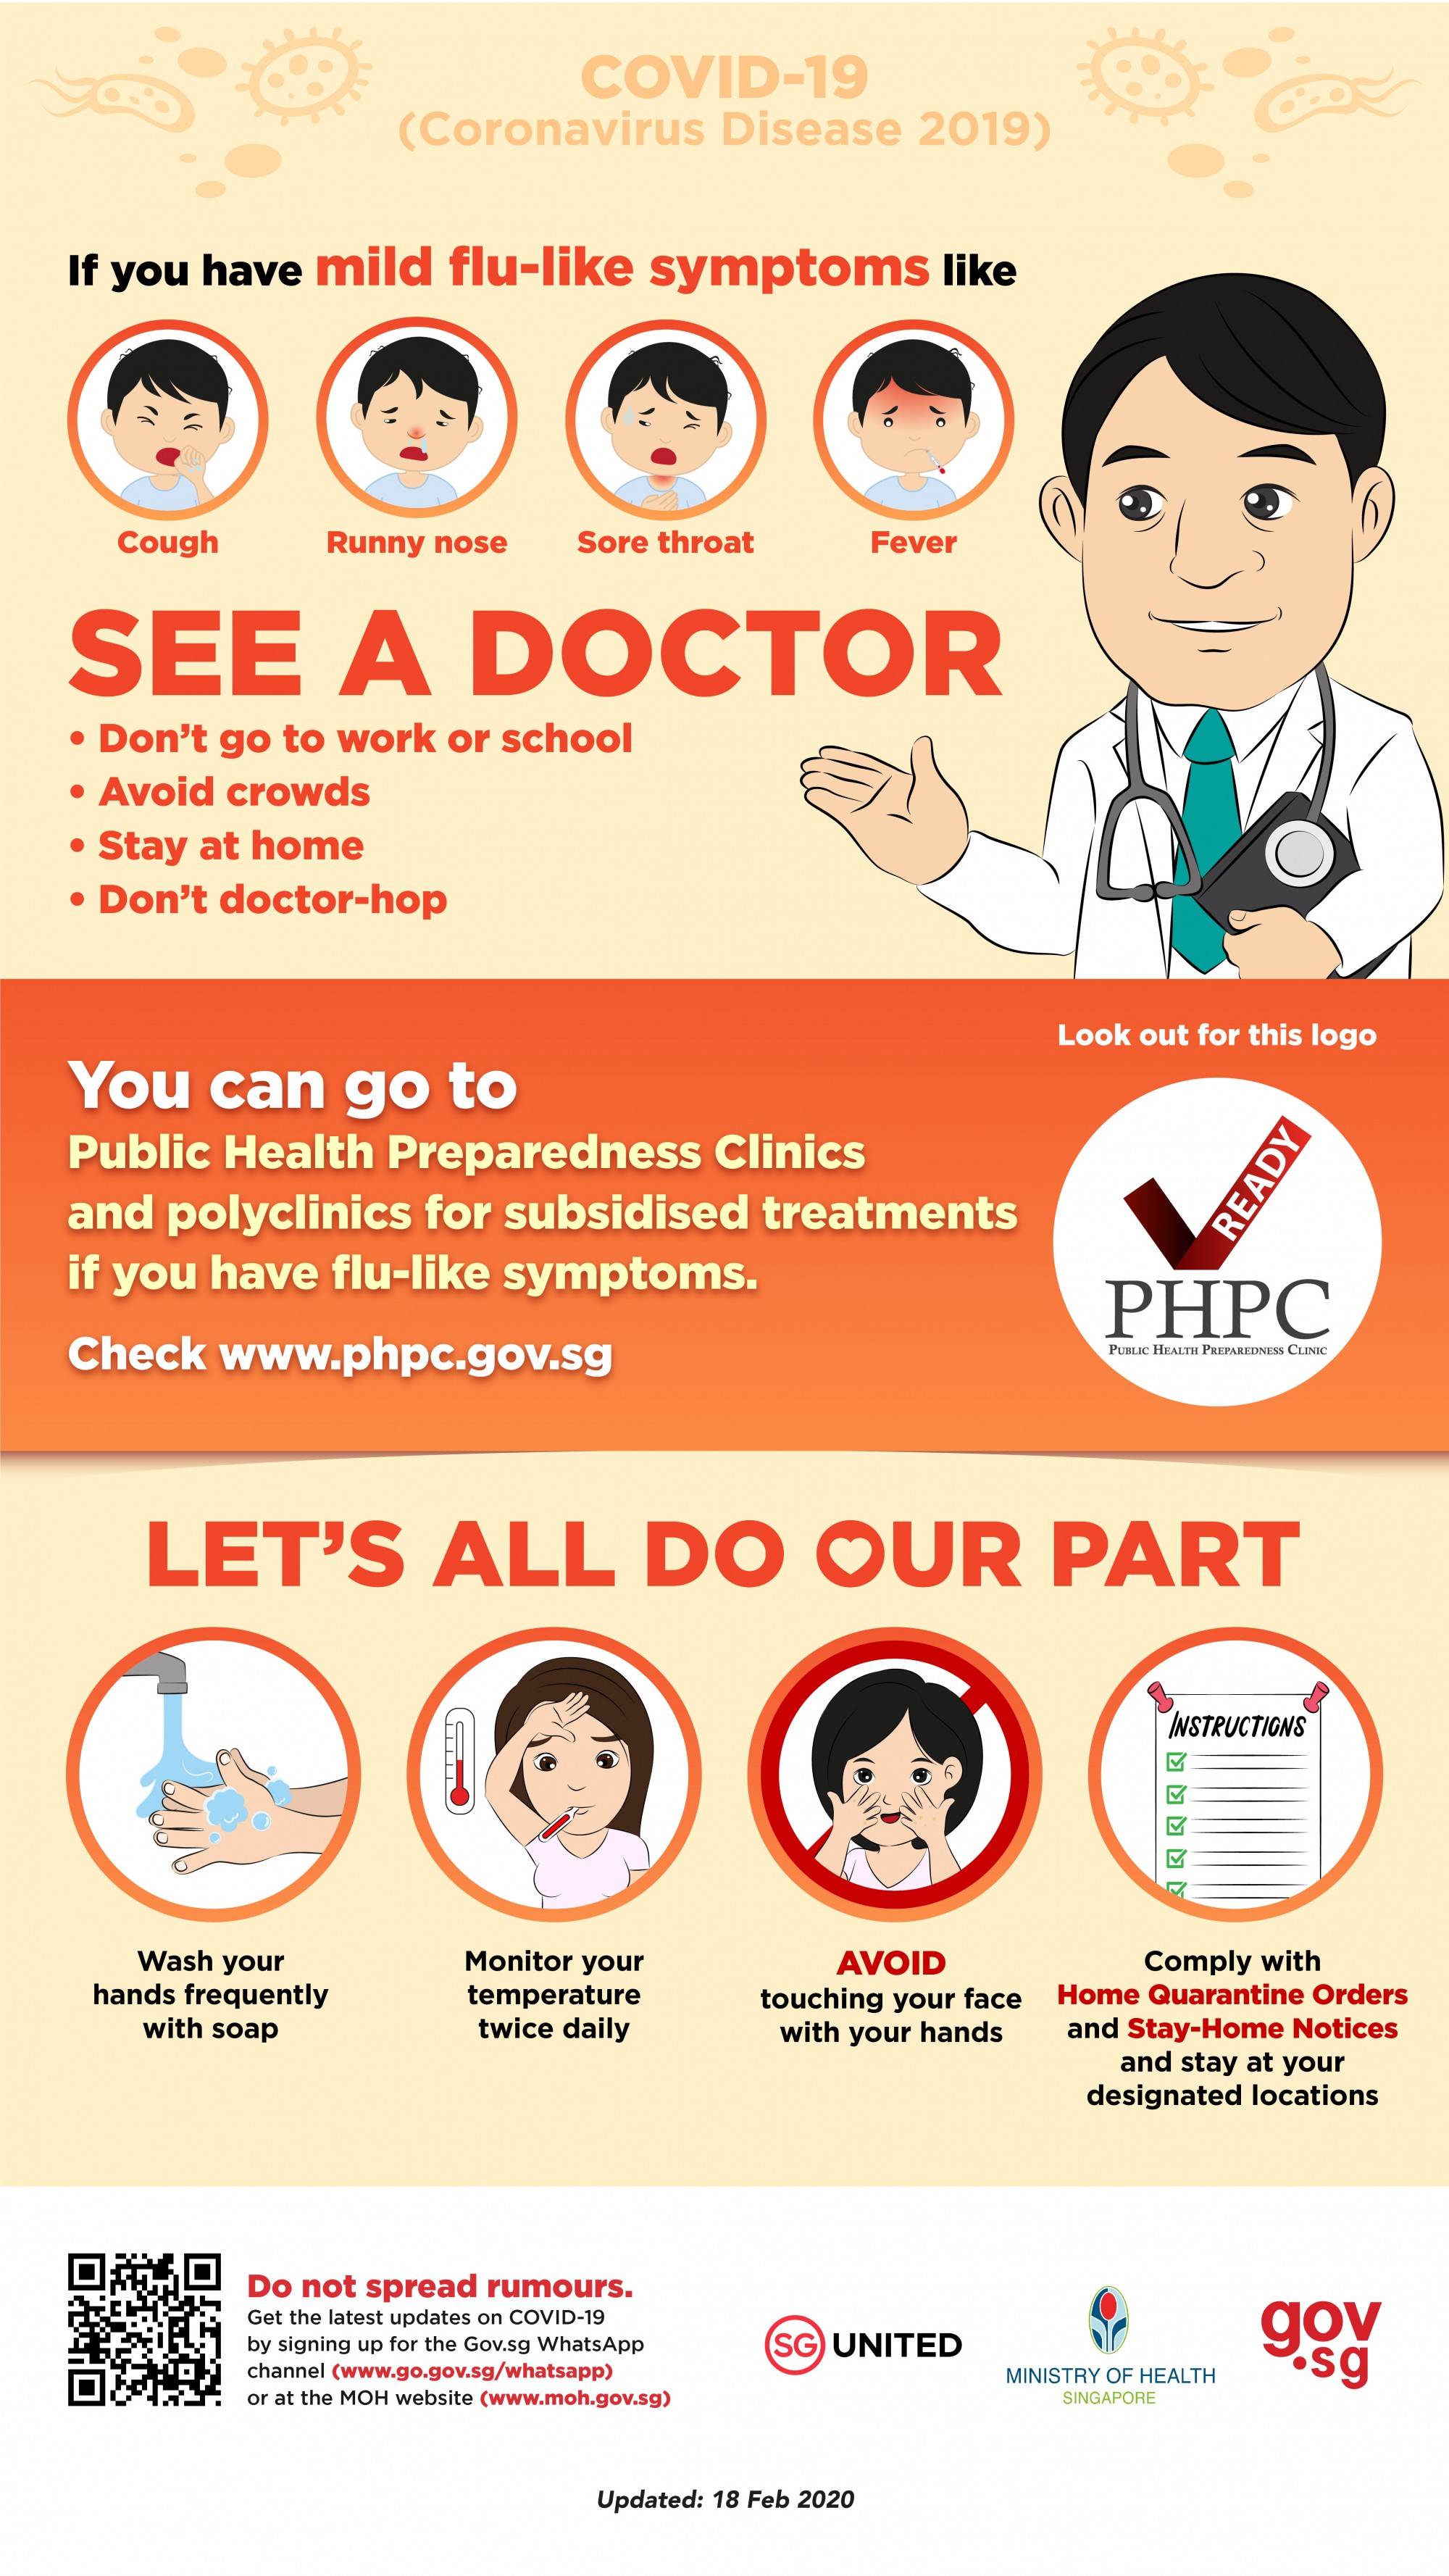 COVID-19
(Coronavirus Disease 2019)
If you have mild flu-like symptoms like
Cough
Runny nose
Sore throat
Fever
SEE A DOCTOR
• Don't go to work or school
• Avoid crowds
• Stay at home
• Don't doctor-hop
Look out for this logo
You can go to
Public Health Preparedness Clinics
and polyclinics for subsidised treatments
if you have flu-like symptoms.
Check www.phpc.gov.sg
READY
PHPC
PUBLIC HEALTH PREPAREDNESS CLINIC
LET'S ALL DO OUR PART
INSTRUCTIONS
Wash your
hands frequently
with soap
Monitor your
temperature
twice daily
AVOID
touching your face
with your hands
Comply with
Home Quarantine Orders
and Stay-Home Notices
and stay at your
designated locations
Do not spread rumours.
Get the latest updates on COVID-19
by signing up for the Gov.sg WhatsApp
channel (www.go.gov.sg/whatsapp)
or at the MOH website (www.moh.gov.sg)
SG UNITED
MINISTRY OF HEALTH
SINGAPORE
gov
.sg
Updated: 18 Feb 2020